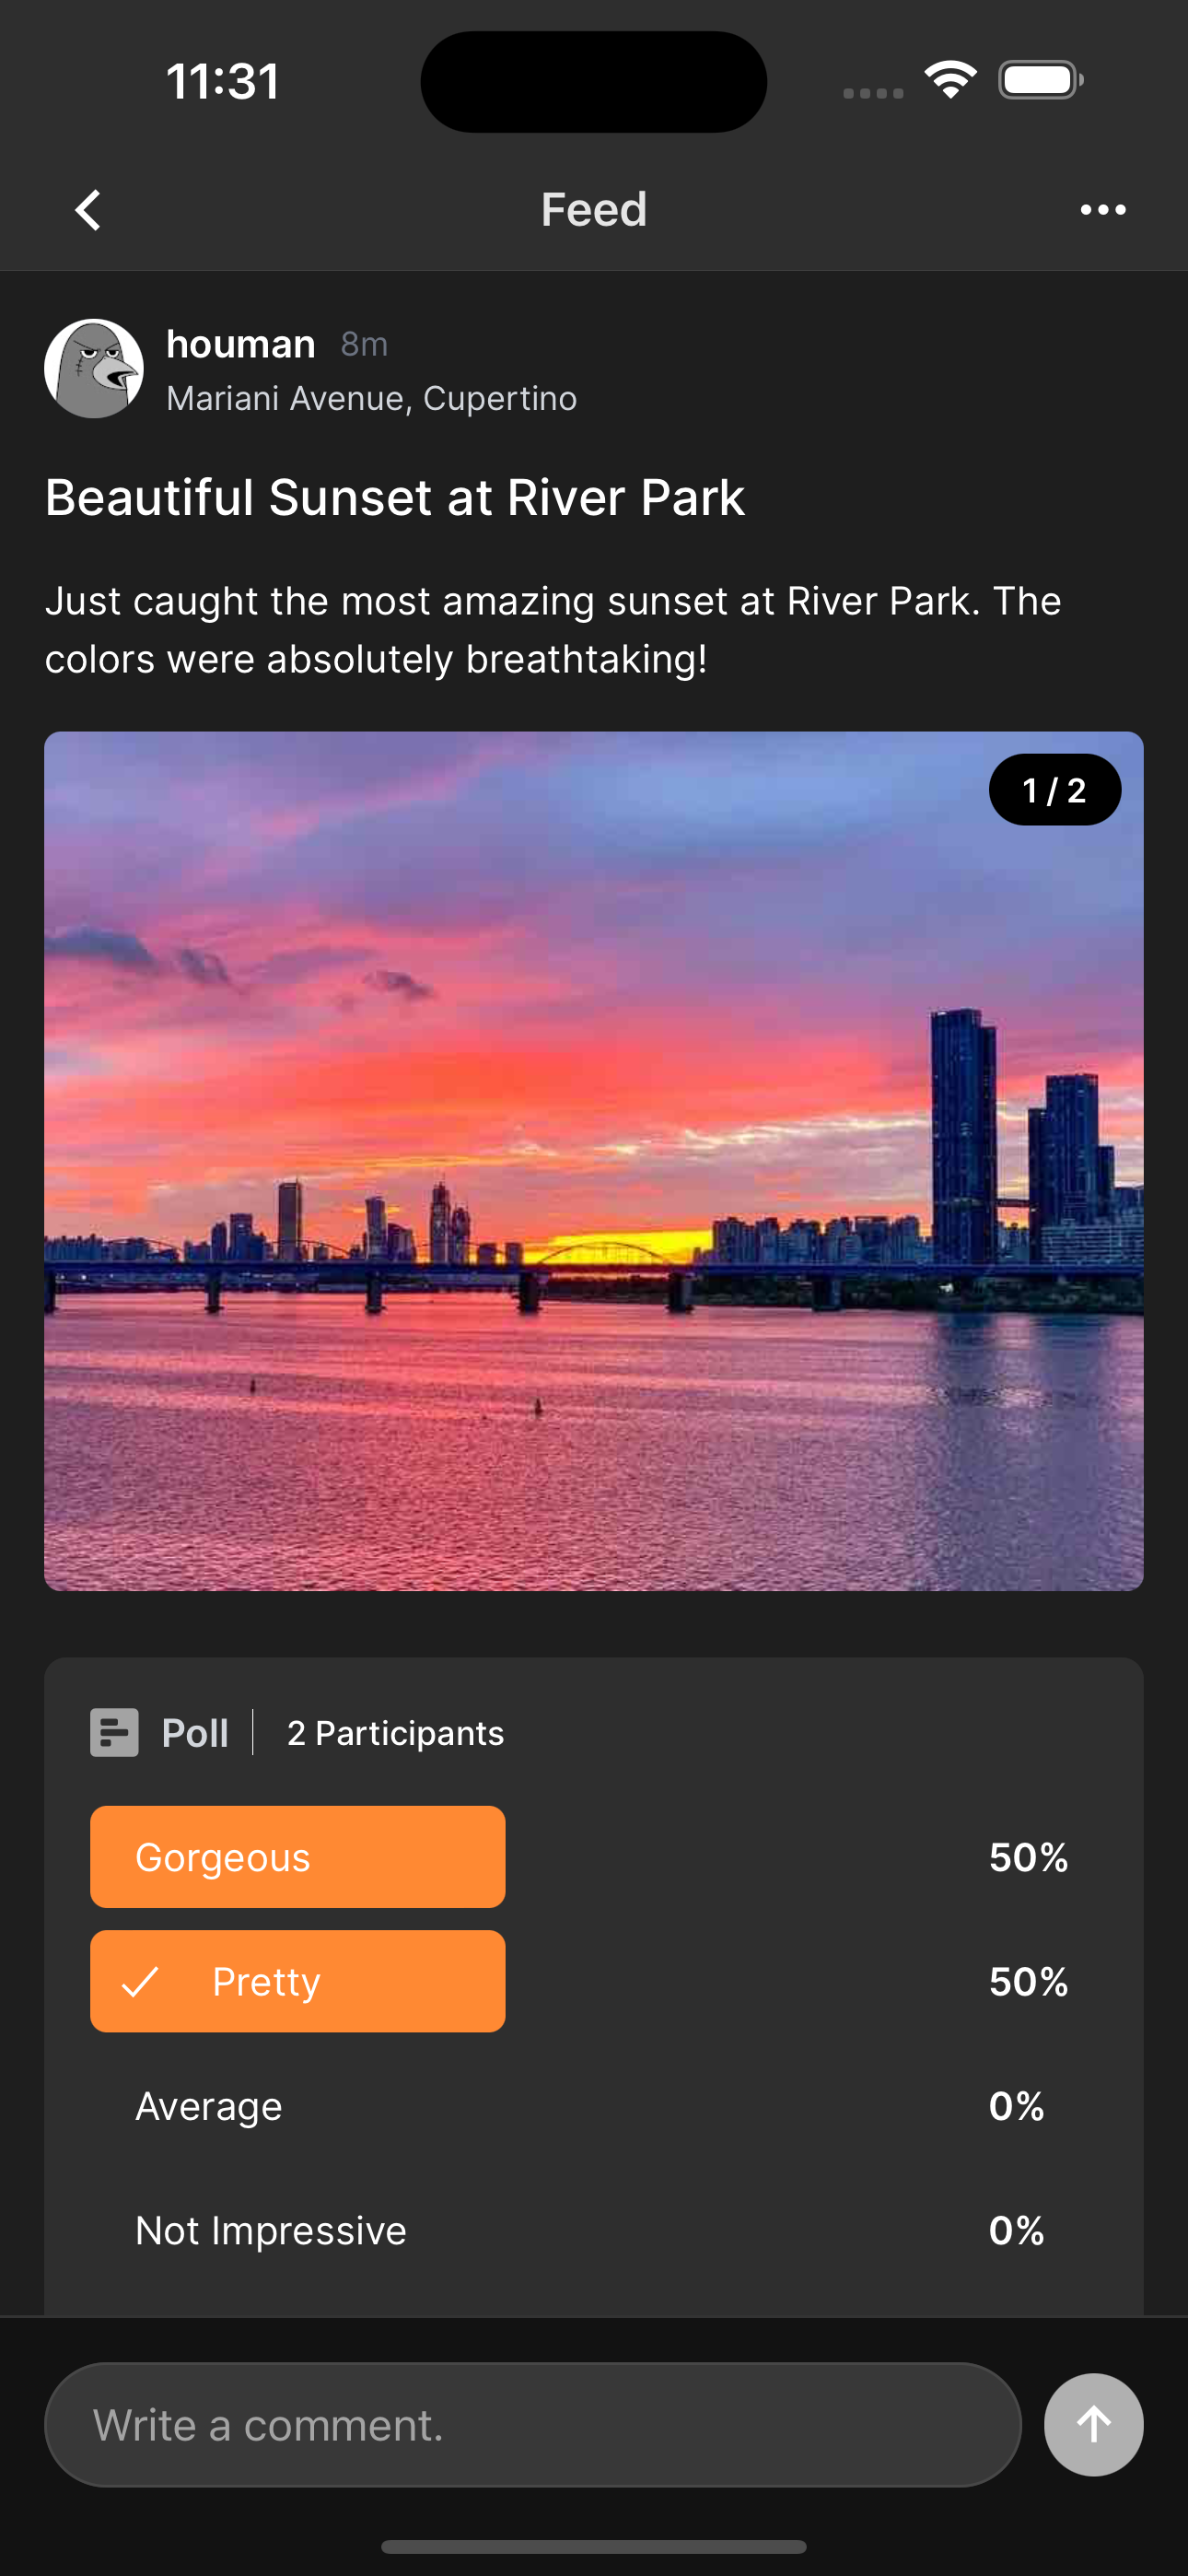 11:31
Feed
houman 8m
Mariani Avenue, Cupertino
Beautiful Sunset at River Park
Just caught the most amazing sunset at River Park. The
colors were absolutely breathtaking!
1 / 2
Poll 2 Participants
Gorgeous 50%
Pretty 50%
Average 0%
Not Impressive 0%
Write a comment.